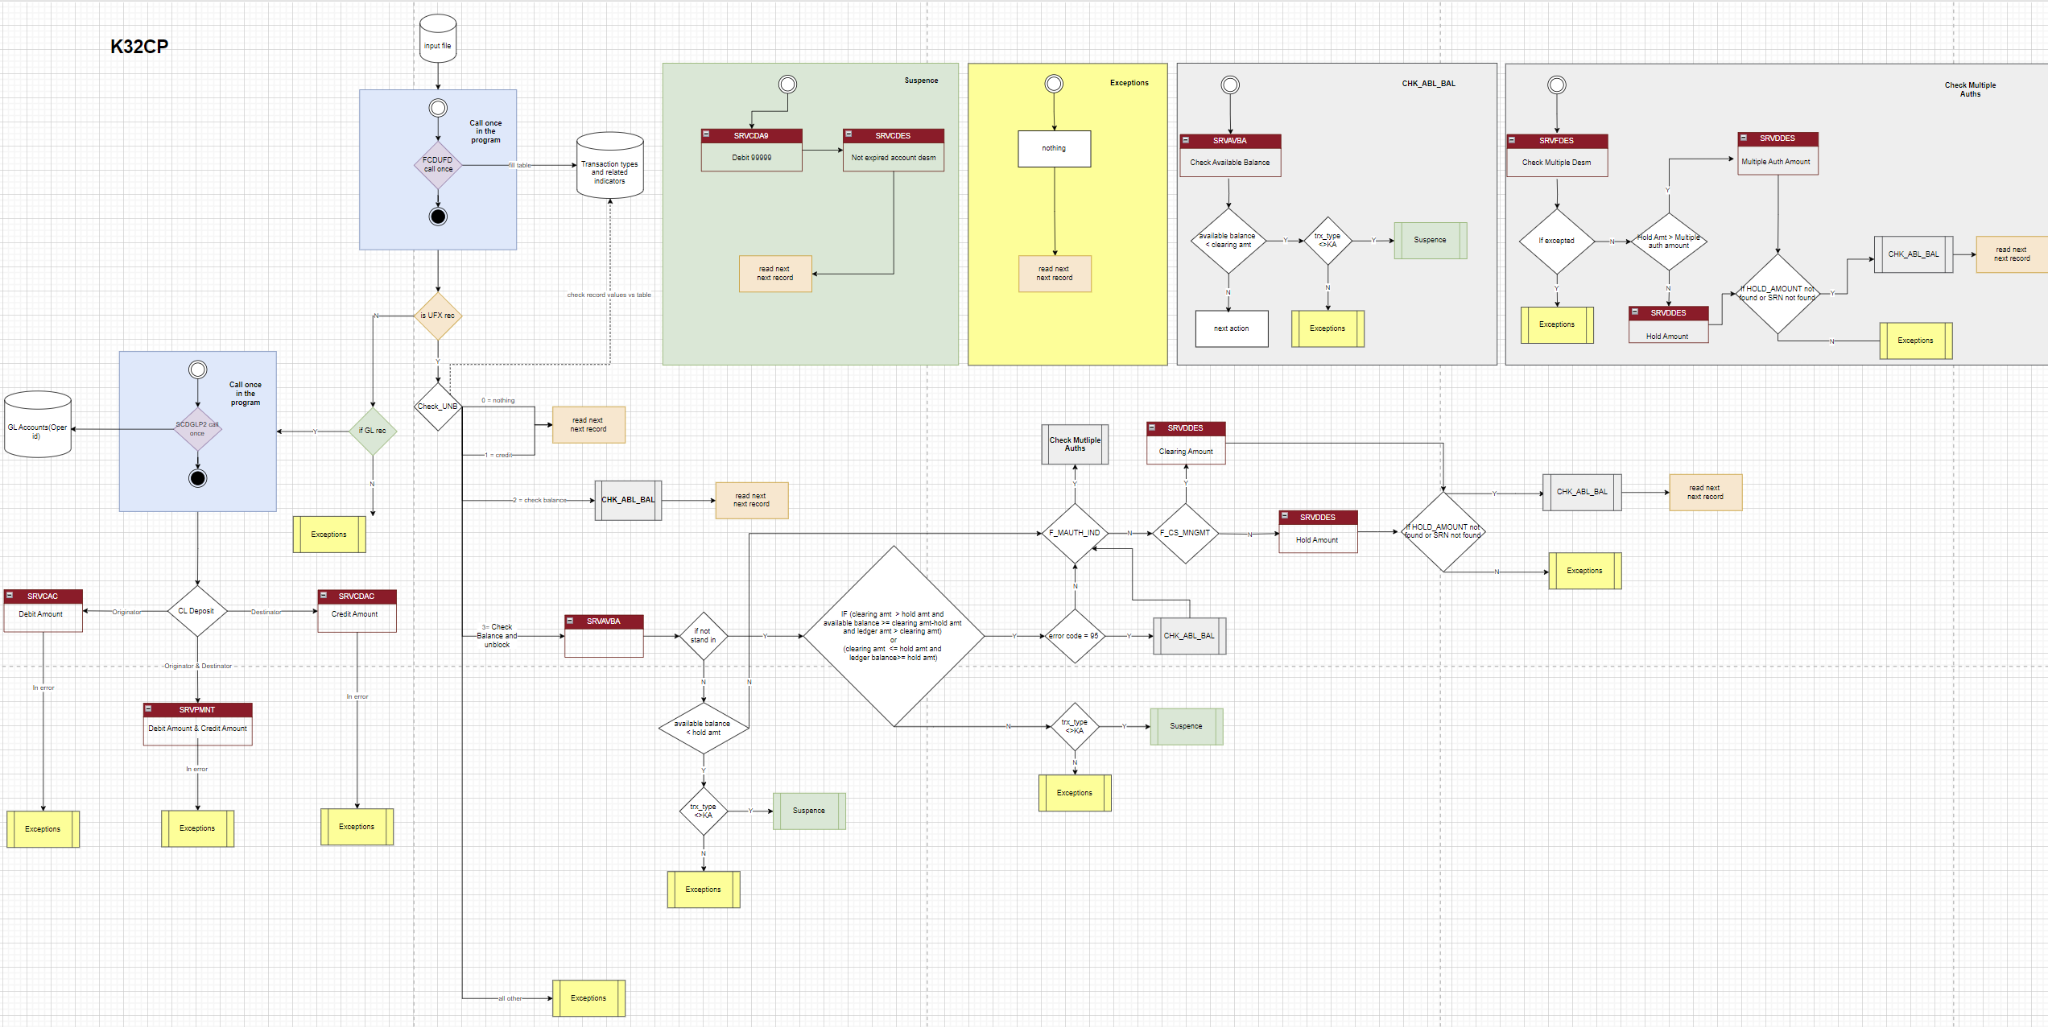 K32CP
input file
Call once
in the
program
FCDUFD
call once
fill table
Transaction types
and related
indicators
check record values vs table
is UFX rec
N
Y
Check_UNB
if GL rec
Y
N
Exceptions
Call once
in the
program
SCDGLP2 call
once
GL Accounts(Oper
id)
CL Deposit
Originator
Destinator
Originator & Destinator
SRVCAC
Debit Amount
SRVCDAC
Credit Amount
SRVPMNT
Debit Amount & Credit Amount
In error
In error
In error
Exceptions
Exceptions
Exceptions
Suspence
SRVCDA9
Debit 99999
SRVCDES
Not expired account desm
read next
next record
Exceptions
nothing
read next
next record
CHK_ABL_BAL
SRVAVBA
Check Available Balance
available balance
< clearing amt
Y
trx_type
<>KA
Y
Suspence
N
N
next action
Exceptions
Check Multiple
Auths
SRVFDES
Check Multiple Desm
If excepted
N
Y
Exceptions
Hold Amt > Multiple
auth amount
Y
N
SRVDDES
Multiple Auth Amount
SRVDDES
Hold Amount
If HOLD_AMOUNT not
found or SRN not found
Y
N
CHK_ABL_BAL
read next
next record
Exceptions
0 = nothing
1 = credit
read next
next record
2 = check balance
CHK_ABL_BAL
read next
next record
3= Check
Balance and
unblock
SRVAVBA
if not
stand in
Y
N
available balance
< hold amt
N
Y
trx_type
<>KA
Y
Suspence
N
Exceptions
IF (clearing amt > hold amt and
available balance >= clearing amt-hold amt
and ledger amt > clearing amt)
or
(clearing amt <= hold amt and
ledger balance>= hold amt)
Y
N
error code = 95
Y
N
CHK_ABL_BAL
trx_type
<>KA
Y
Suspence
N
Exceptions
Check Mutliple
Auths
Y
F_MAUTH_IND
N
F_CS_MNGMT
Y
N
SRVDDES
Clearing Amount
SRVDDES
Hold Amount
If HOLD_AMOUNT not
found or SRN not found
Y
CHK_ABL_BAL
read next
next record
N
Exceptions
all other
Exceptions